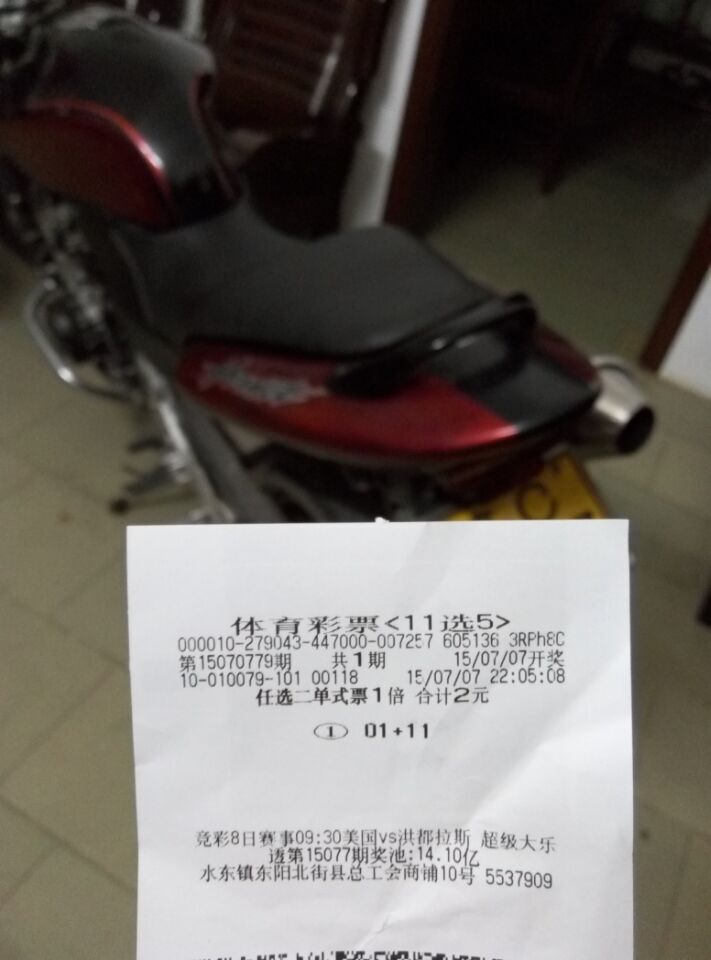 体育彩票<11选5>
000010-279043-447000-007257 605136 3RPh8C
第15070779期 共1期 15/07/07开奖
10-010079-101 00118 15/07/07 22:05:08
任选二单式票1倍 合计2元
① 01+11
竞彩8日赛事09:30美国vs洪都拉斯 超级大乐
透第15077期奖池:14.10亿
水东镇东阳北街县总工会商铺10号 5537909